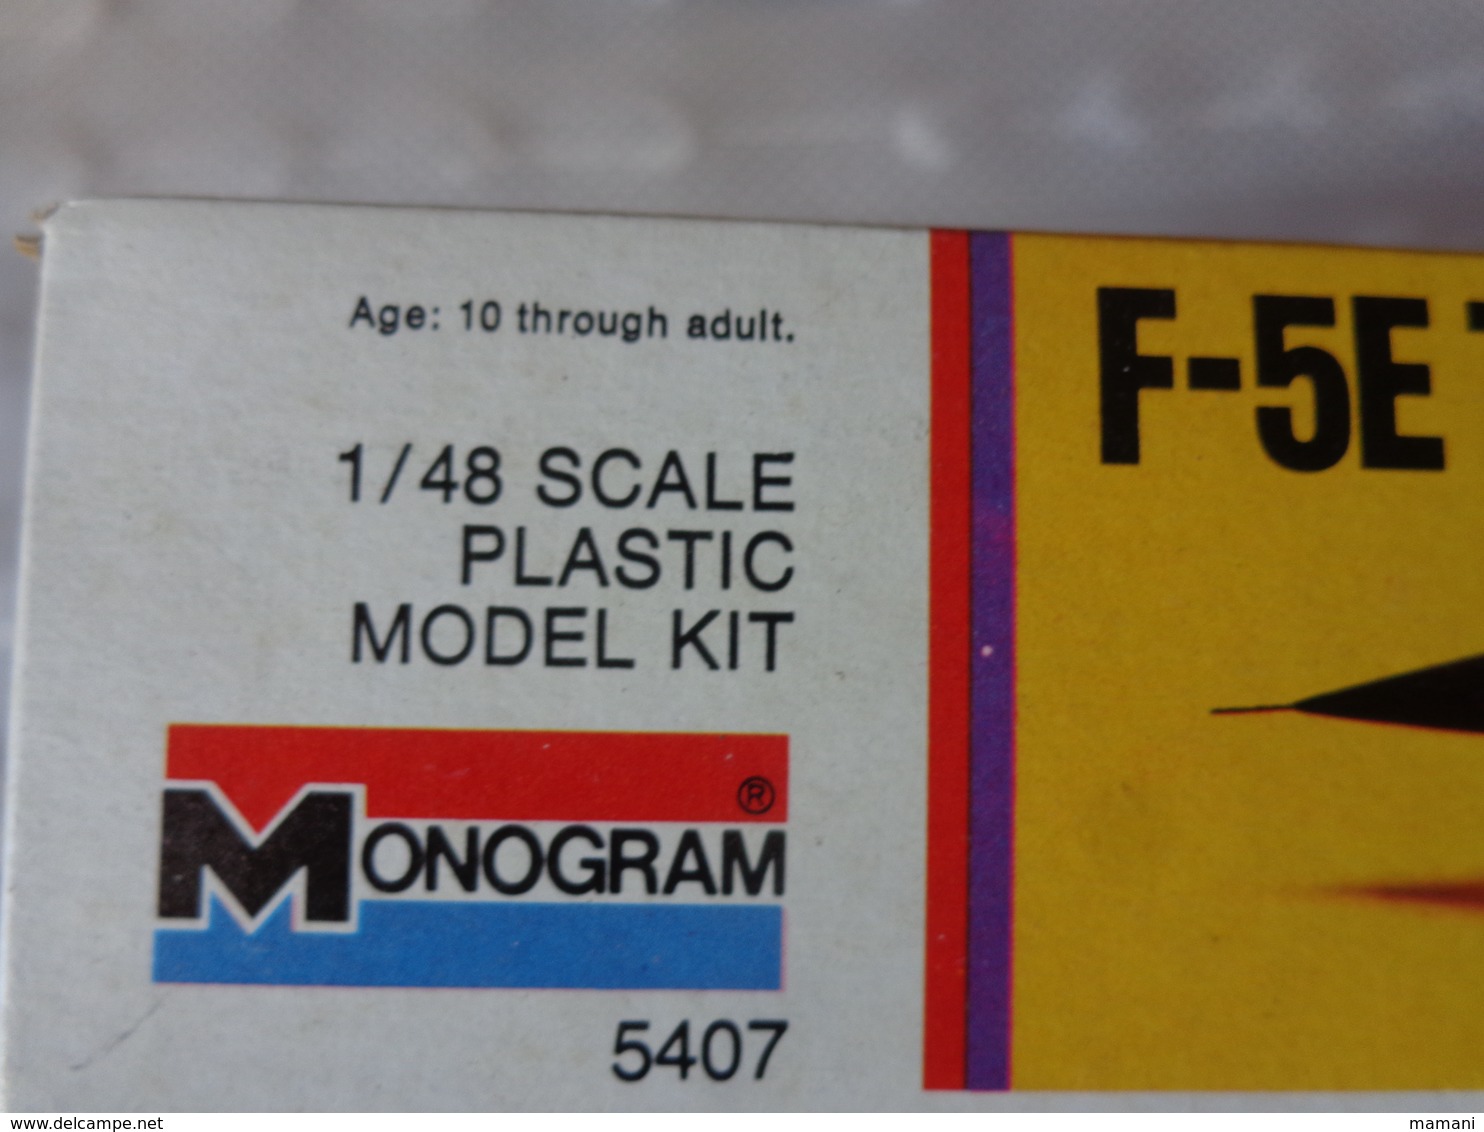 Age: 10 through adult.
1/48 SCALE
PLASTIC
MODEL KIT
MONOGRAM®
5407
F-5E
www.delcampe.net
mamani